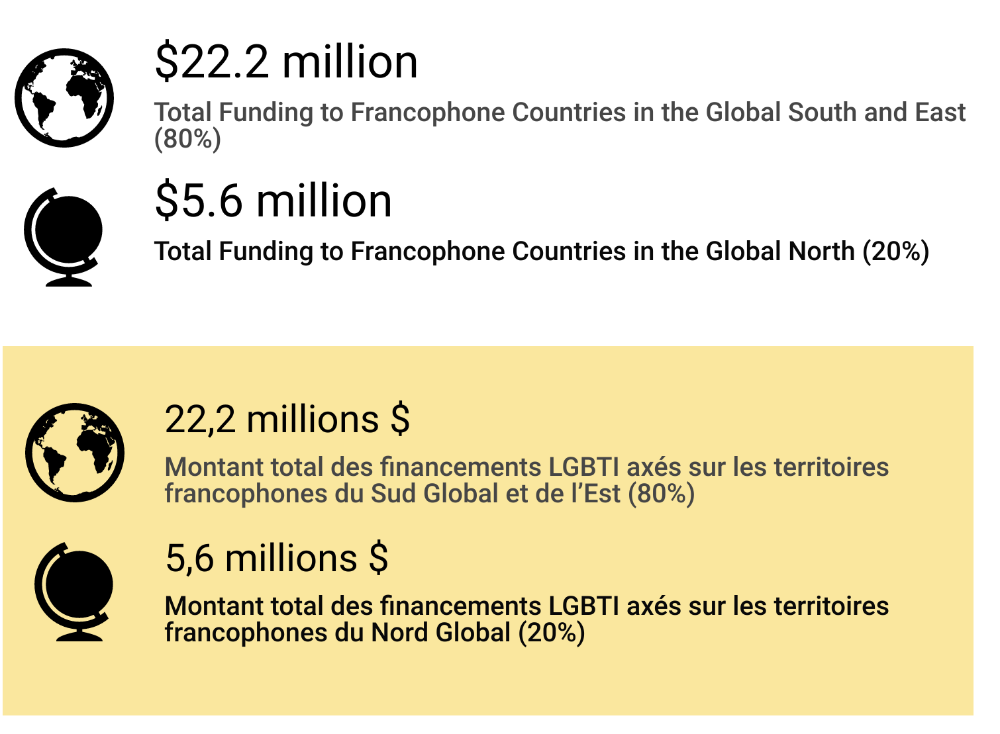 $22.2 million
Total Funding to Francophone Countries in the Global South and East
(80%)
$5.6 million
Total Funding to Francophone Countries in the Global North (20%)
22,2 millions $
Montant total des financements LGBTI axés sur les territoires
francophones du Sud Global et de l’Est (80%)
5,6 millions $
Montant total des financements LGBTI axés sur les territoires
francophones du Nord Global (20%)